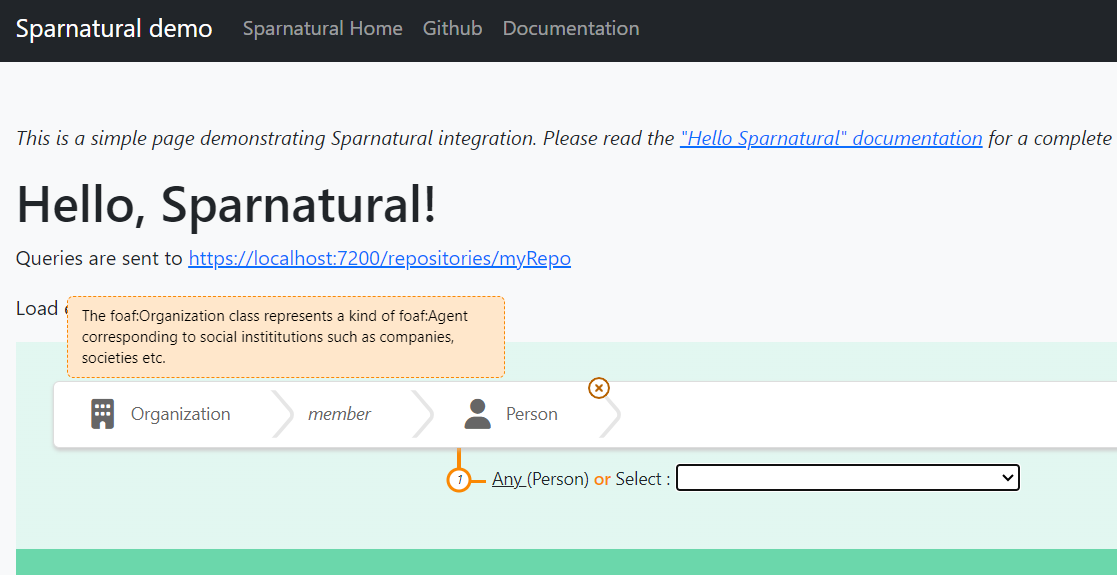 Sparnatural demo Sparnatural Home Github Documentation
This is a simple page demonstrating Sparnatural integration. Please read the "Hello Sparnatural" documentation for a complete
Hello, Sparnatural!
Queries are sent to https://localhost:7200/repositories/myRepo
Load
The foaf:Organization class represents a kind of foaf:Agent
corresponding to social instititutions such as companies,
societies etc.
Organization member Person
1 Any (Person) or Select :